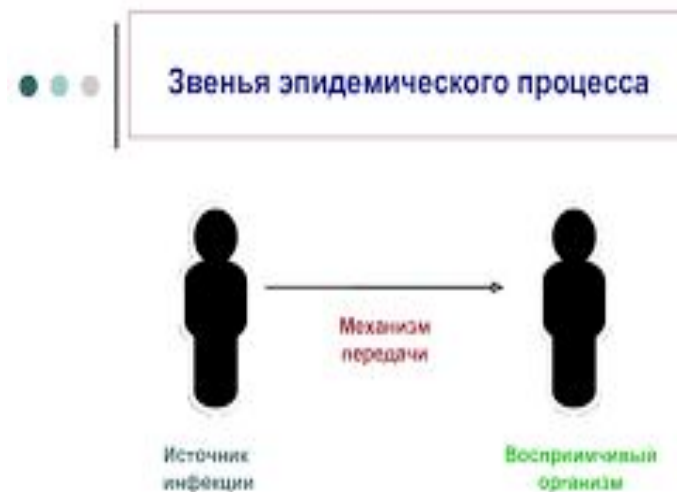 Звенья эпидемического процесса
Механизм
передачи
Источник
инфекции
Восприимчивый
организм